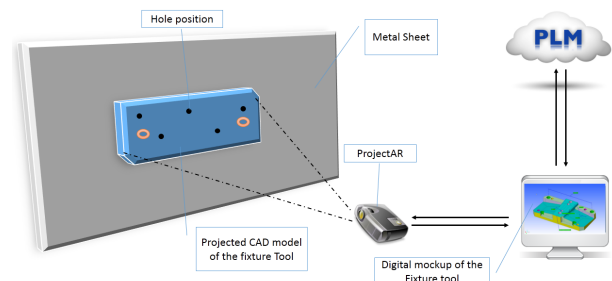 Hole position
Metal Sheet
PLM
ProjectAR
Projected CAD model
of the fixture Tool
Digital mockup of the
Fixture tool